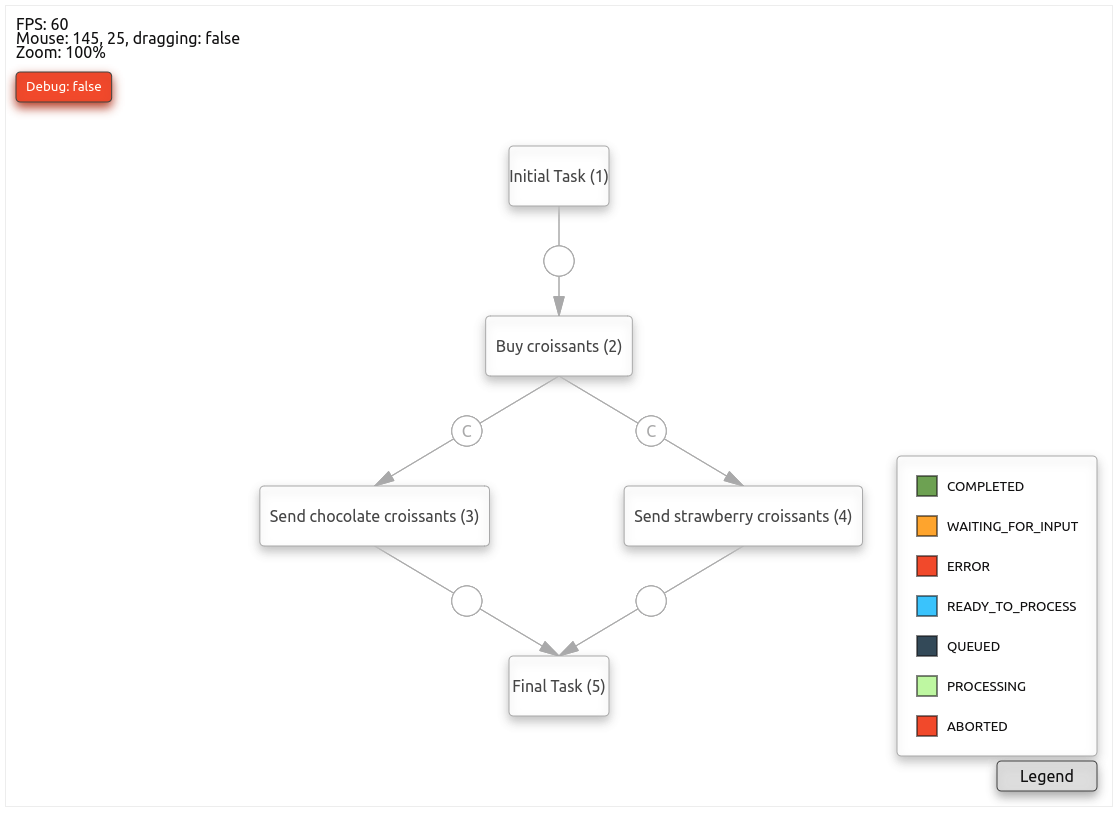 FPS: 60
Mouse: 145, 25, dragging: false
Zoom: 100%
Debug: false
Initial Task (1)
Buy croissants (2)
C
C
Send chocolate croissants (3)
Send strawberry croissants (4)
Final Task (5)
COMPLETED
WAITING_FOR_INPUT
ERROR
READY_TO_PROCESS
QUEUED
PROCESSING
ABORTED
Legend